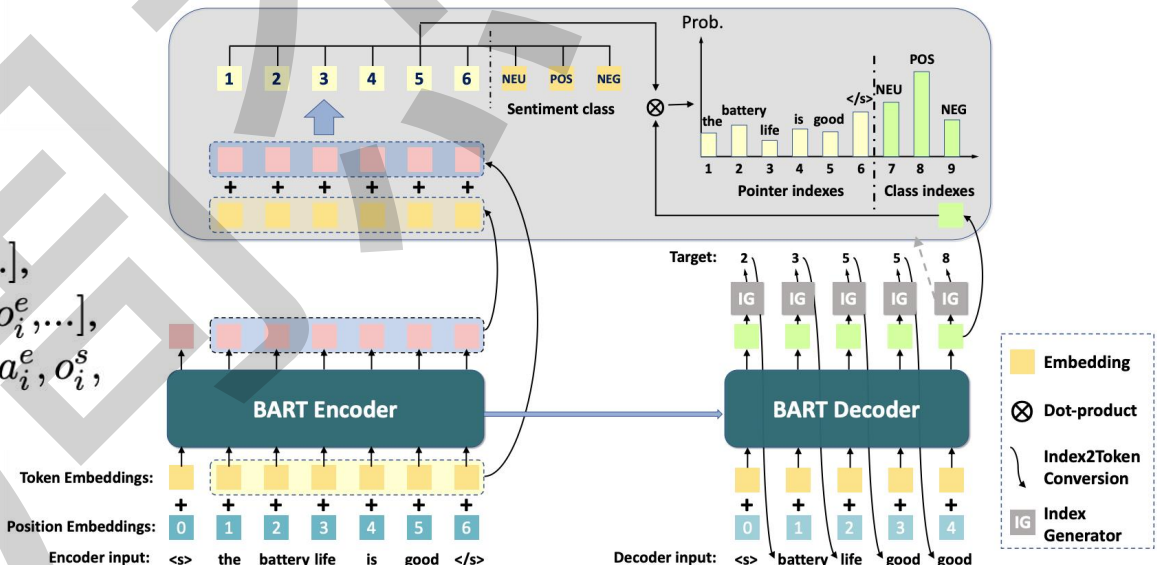 Prob.
1 2 3 4 5 6 NEU POS NEG
Sentiment class
the battery life is good </s> NEU POS NEG
1 2 3 4 5 6 7 8 9
Pointer indexes Class indexes
+ + + + + +
.],
o_i^e,...],
a_i^e, o_i^s,
Target: 2 3 5 5 8
IG IG IG IG IG
BART Encoder
BART Decoder
Token Embeddings:
+ + + + + + +
+ + + + +
Position Embeddings: 0 1 2 3 4 5 6
0 1 2 3 4
Encoder input: <s> the battery life is good </s>
Decoder input: <s> battery life good good
Embedding
Dot-product
Index2Token
Conversion
IG Index
Generator